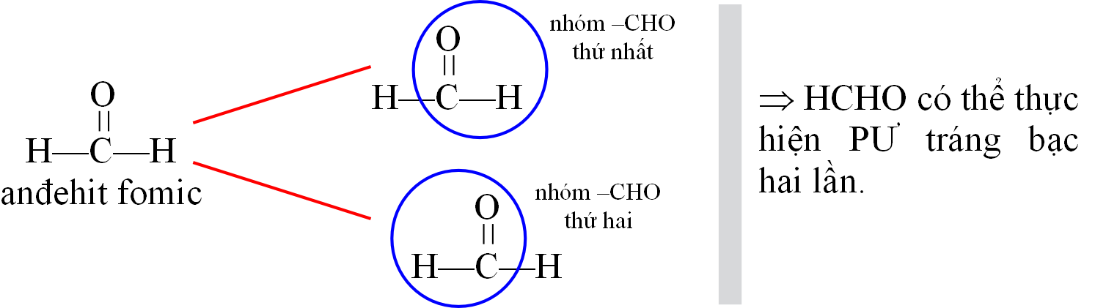 O
||
H—C—H
anđehit fomic
nhóm –CHO
thứ nhất
O
||
H—C—H
nhóm –CHO
thứ hai
O
||
H—C—H
⇒ HCHO có thể thực
hiện PƯ tráng bạc
hai lần.